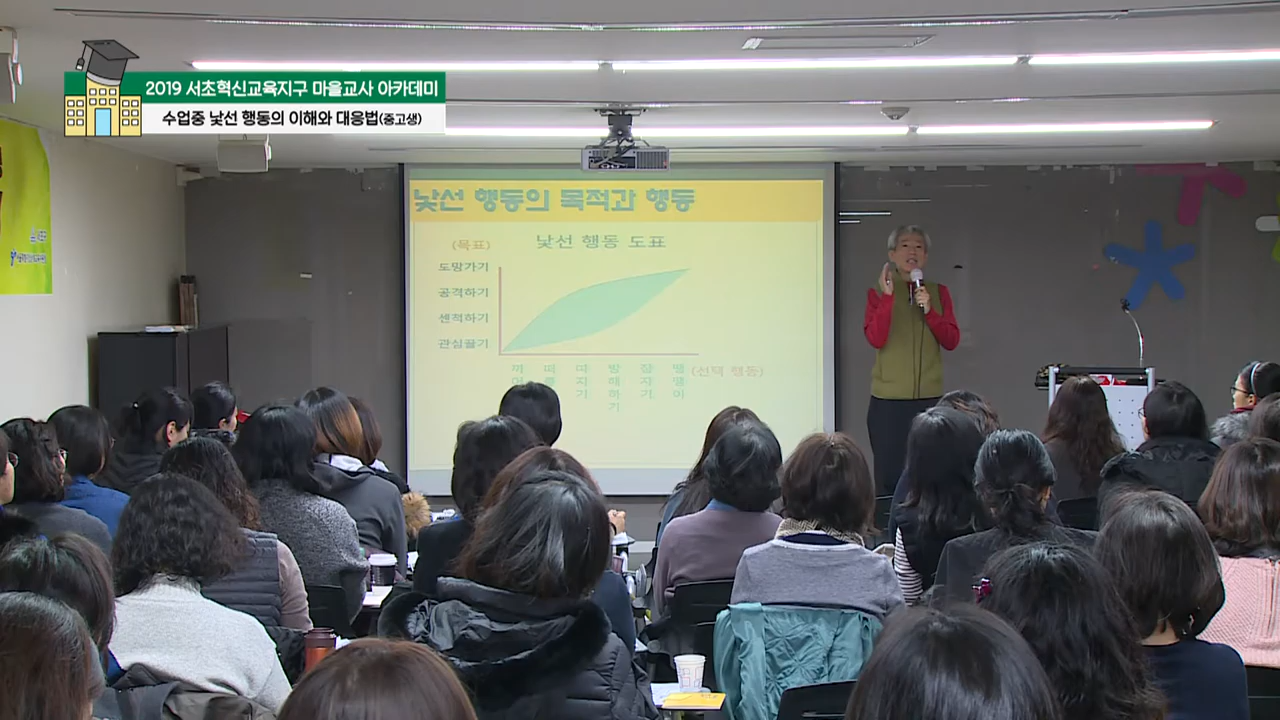 2019 서초혁신교육지구 마을교사 아카데미
수업중 낯선 행동의 이해와 대응법(중고생)
낯선 행동의 목적과 행동
(목표) 낯선 행동 도표
도망가기
공격하기
센척하기
관심끌기
(선택 행동)
방해하기